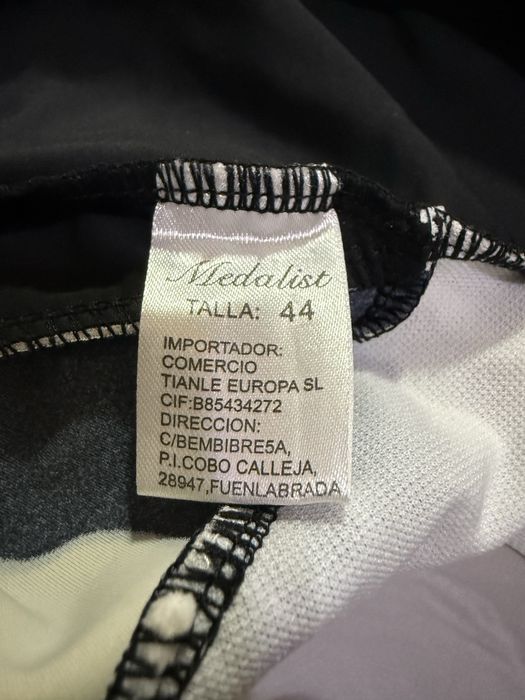 Medalist
TALLA: 44
IMPORTADOR:
COMERCIO
TIANLE EUROPA SL
CIF:B85434272
DIRECCION:
C/BEMBIBRE5A,
P.I.COBO CALLEJA,
28947,FUENLABRADA